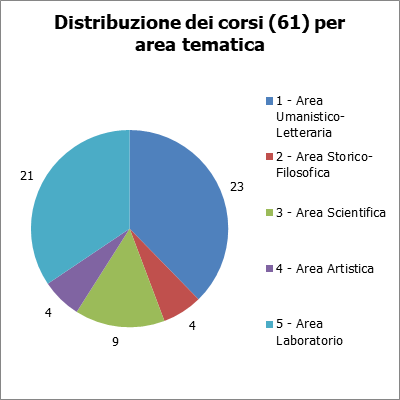 Distribuzione dei corsi (61) per
area tematica
1 - Area
Umanistico-
Letteraria
2 - Area Storico-
Filosofica
3 - Area Scientifica
4 - Area Artistica
5 - Area
Laboratorio
23
4
9
4
21